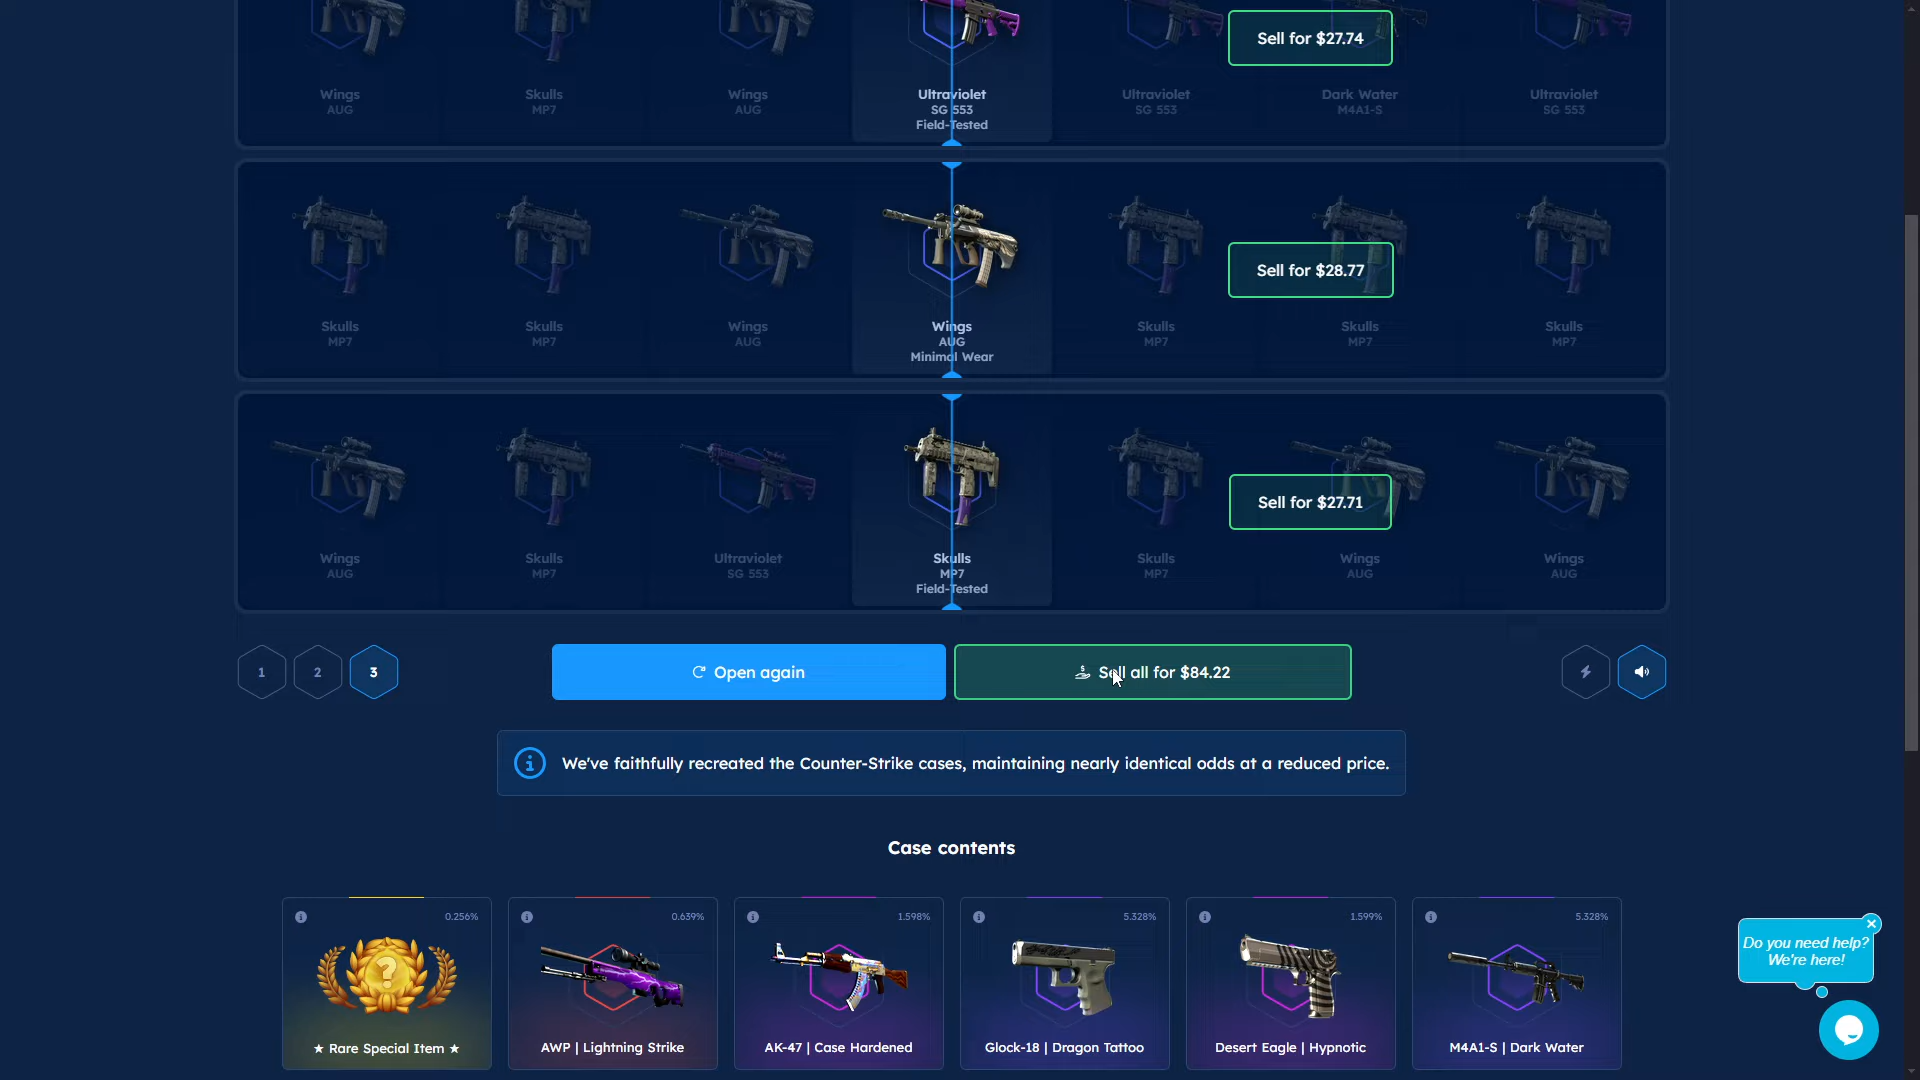 Sell for $27.74
Wings
AUG
Skulls
MP7
Wings
AUG
Ultraviolet
SG 553
Field-Tested
Ultraviolet
SG 553
Dark Water
M4A1-S
Ultraviolet
SG 553
Sell for $28.77
Skulls
MP7
Skulls
MP7
Wings
AUG
Wings
AUG
Minimal Wear
Skulls
MP7
Skulls
MP7
Skulls
MP7
Sell for $27.71
Wings
AUG
Skulls
MP7
Ultraviolet
SG 553
Skulls
MP7
Field-Tested
Skulls
MP7
Wings
AUG
Wings
AUG
1
2
3
Open again
Sell all for $84.22
We've faithfully recreated the Counter-Strike cases, maintaining nearly identical odds at a reduced price.
Case contents
0.256%
★ Rare Special Item ★
0.639%
AWP | Lightning Strike
1.598%
AK-47 | Case Hardened
5.328%
Glock-18 | Dragon Tattoo
1.599%
Desert Eagle | Hypnotic
5.328%
M4A1-S | Dark Water
Do you need help?
We're here!